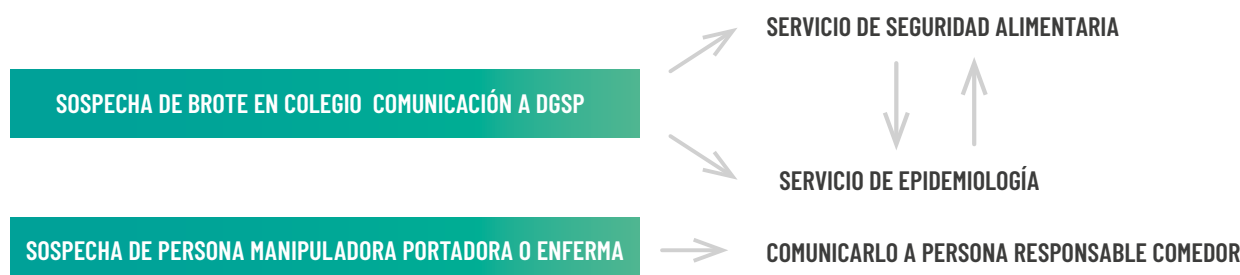 SERVICIO DE SEGURIDAD ALIMENTARIA
SOSPECHA DE BROTE EN COLEGIO COMUNICACIÓN A DGSP
SERVICIO DE EPIDEMIOLOGÍA
SOSPECHA DE PERSONA MANIPULADORA PORTADORA O ENFERMA
COMUNICARLO A PERSONA RESPONSABLE COMEDOR